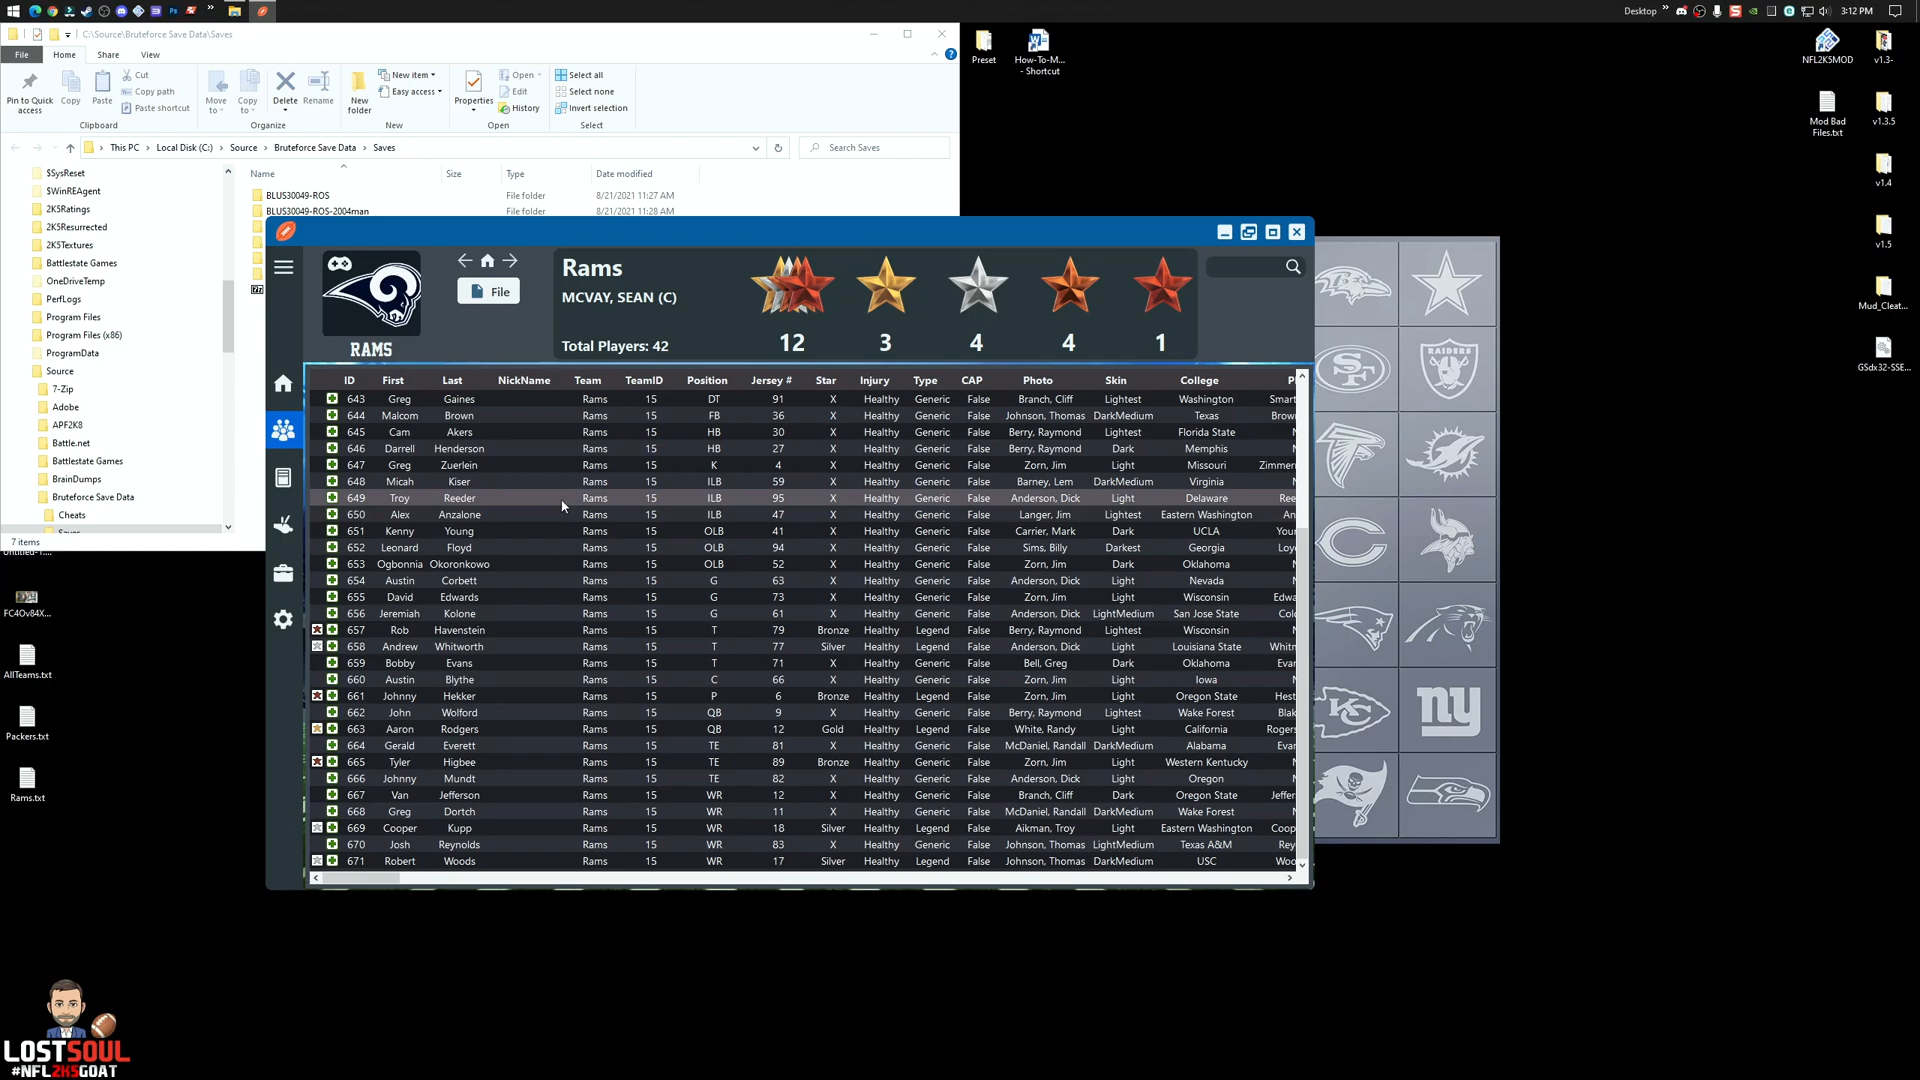 Desktop
3:12 PM
C:\Source\Bruteforce Save Data\Saves
File Home Share View
Pin to Quick access
Copy
Paste
Cut
Copy path
Paste shortcut
Clipboard
Move to
Copy to
Delete
Rename
Organize
New folder
New item
Easy access
New
Properties
Open
Edit
History
Open
Select all
Select none
Invert selection
Select
This PC > Local Disk (C:) > Source > Bruteforce Save Data > Saves
Search Saves
Name Size Type Date modified
BLUS30049-ROS File folder 8/21/2021 11:27 AM
BLUS30049-ROS-2004man File folder 8/21/2021 11:28 AM
$SysReset
$WinREAgent
2K5Ratings
2K5Resurrected
2K5Textures
Battlestate Games
OneDriveTemp
PerfLogs
Program Files
Program Files (x86)
ProgramData
Source
7-Zip
Adobe
APF2K8
Battle.net
Battlestate Games
BrainDumps
Bruteforce Save Data
Cheats
Saves
7 items
Preset
How-To-M... - Shortcut
NFL2K5MOD
v1.3-
Mod Bad Files.txt
v1.3.5
v1.4
v1.5
Mud_Cleat...
GSdx32-SSE...
FC4Ov84X...
AllTeams.txt
Packers.txt
Rams.txt
RAMS
File
Rams
MCVAY, SEAN (C)
Total Players: 42
12 3 4 4 1
ID First Last NickName Team TeamID Position Jersey # Star Injury Type CAP Photo Skin College P
643 Greg Gaines Rams 15 DT 91 X Healthy Generic False Branch, Cliff Lightest Washington Smart
644 Malcom Brown Rams 15 FB 36 X Healthy Generic False Johnson, Thomas DarkMedium Texas Brow
645 Cam Akers Rams 15 HB 30 X Healthy Generic False Berry, Raymond Lightest Florida State
646 Darrell Henderson Rams 15 HB 27 X Healthy Generic False Berry, Raymond Dark Memphis
647 Greg Zuerlein Rams 15 K 4 X Healthy Generic False Zorn, Jim Light Missouri Zimmer
648 Micah Kiser Rams 15 ILB 59 X Healthy Generic False Barney, Lem DarkMedium Virginia
649 Troy Reeder Rams 15 ILB 95 X Healthy Generic False Anderson, Dick Light Delaware Ree
650 Alex Anzalone Rams 15 ILB 47 X Healthy Generic False Langer, Jim Lightest Eastern Washington An
651 Kenny Young Rams 15 OLB 41 X Healthy Generic False Carrier, Mark Dark UCLA You
652 Leonard Floyd Rams 15 OLB 94 X Healthy Generic False Sims, Billy Darkest Georgia Loy
653 Ogbonnia Okoronkwo Rams 15 OLB 52 X Healthy Generic False Zorn, Jim Dark Oklahoma
654 Austin Corbett Rams 15 G 63 X Healthy Generic False Anderson, Dick Light Nevada
655 David Edwards Rams 15 G 73 X Healthy Generic False Zorn, Jim Light Wisconsin Edwa
656 Jeremiah Kolone Rams 15 G 61 X Healthy Generic False Anderson, Dick LightMedium San Jose State Col
657 Rob Havenstein Rams 15 T 79 Bronze Healthy Legend False Berry, Raymond Lightest Wisconsin
658 Andrew Whitworth Rams 15 T 77 Silver Healthy Legend False Anderson, Dick Light Louisiana State Whit
659 Bobby Evans Rams 15 T 71 X Healthy Generic False Bell, Greg Dark Oklahoma Evan
660 Austin Blythe Rams 15 C 66 X Healthy Generic False Zorn, Jim Light Iowa
661 Johnny Hekker Rams 15 P 6 Bronze Healthy Legend False Zorn, Jim Light Oregon State Hest
662 John Wolford Rams 15 QB 9 X Healthy Generic False Berry, Raymond Lightest Wake Forest Blak
663 Aaron Rodgers Rams 15 QB 12 Gold Healthy Legend False White, Randy Light California Rogers
664 Gerald Everett Rams 15 TE 81 X Healthy Generic False McDaniel, Randall DarkMedium Alabama Evar
665 Tyler Higbee Rams 15 TE 89 Bronze Healthy Legend False Zorn, Jim Light Western Kentucky
666 Johnny Mundt Rams 15 TE 82 X Healthy Generic False Anderson, Dick Light Oregon
667 Van Jefferson Rams 15 WR 12 X Healthy Generic False Branch, Cliff Dark Oregon State Jeffer
668 Greg Dortch Rams 15 WR 11 X Healthy Generic False McDaniel, Randall DarkMedium Wake Forest
669 Cooper Kupp Rams 15 WR 18 Silver Healthy Legend False Aikman, Troy Light Eastern Washington Coop
670 Josh Reynolds Rams 15 WR 83 X Healthy Generic False Johnson, Thomas LightMedium Texas A&M Rey
671 Robert Woods Rams 15 WR 17 Silver Healthy Legend False Johnson, Thomas DarkMedium USC Woo
RAIDERS
KC
ny
LOSTSOUL
#NFL2K5GOAT